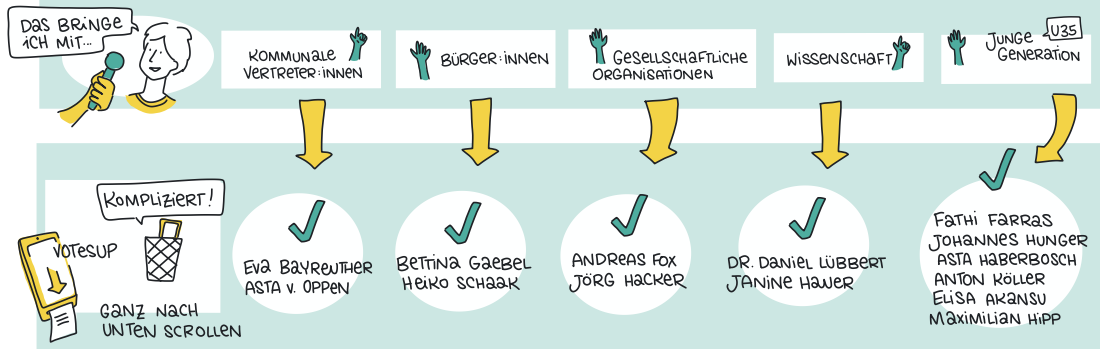 DAS BRINGE
ICH MIT...
KOMMUNALE
VERTRETER:INNEN
BÜRGER:INNEN
GESELLSCHAFTLICHE
ORGANISATIONEN
WISSENSCHAFT
JUNGE U35
GENERATION
KOMPLIZIERT!
VOTESUP
GANZ NACH
UNTEN SCROLLEN
EVA BAYREUTHER
ASTA V. OPPEN
BETTINA GAEBEL
HEIKO SCHAAK
ANDREAS FOX
JÖRG HACKER
DR. DANIEL LÜBBERT
JANINE HAUER
FATHI FARRAS
JOHANNES HUNGER
ASTA HABERBOSCH
ANTON KÖLLER
ELISA AKANSU
MAXIMILIAN HIPP